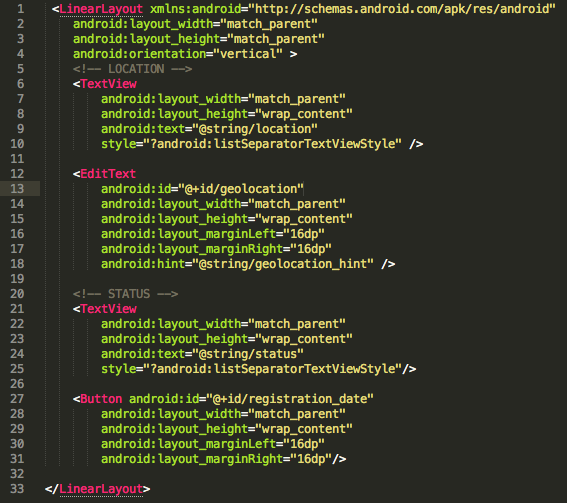 1 <LinearLayout xmlns:android="http://schemas.android.com/apk/res/android"
2 android:layout_width="match_parent"
3 android:layout_height="match_parent"
4 android:orientation="vertical" >
5 <!-- LOCATION -->
6 <TextView
7 android:layout_width="match_parent"
8 android:layout_height="wrap_content"
9 android:text="@string/location"
10 style="?android:listSeparatorTextViewStyle" />
11
12 <EditText
13 android:id="@+id/geolocation"
14 android:layout_width="match_parent"
15 android:layout_height="wrap_content"
16 android:layout_marginLeft="16dp"
17 android:layout_marginRight="16dp"
18 android:hint="@string/geolocation_hint" />
19
20 <!-- STATUS -->
21 <TextView
22 android:layout_width="match_parent"
23 android:layout_height="wrap_content"
24 android:text="@string/status"
25 style="?android:listSeparatorTextViewStyle"/>
26
27 <Button android:id="@+id/registration_date"
28 android:layout_width="match_parent"
29 android:layout_height="wrap_content"
30 android:layout_marginLeft="16dp"
31 android:layout_marginRight="16dp"/>
32
33 </LinearLayout>